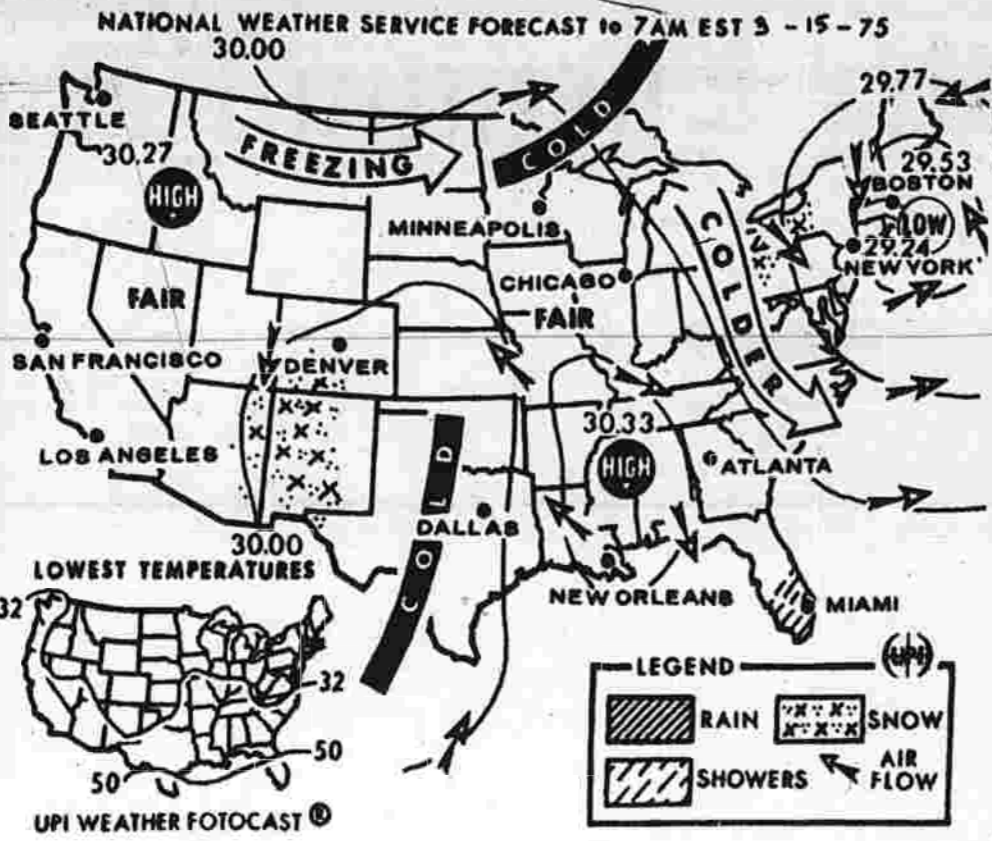 NATIONAL WEATHER SERVICE FORECAST to 7AM EST 3 - 15 - 75
30.00
29.77
SEATTLE
30.27
FREEZING
COLD
29.53
BOSTON
HIGH
LOW
MINNEAPOLIS
29.24
NEW YORK
COLDER
CHICAGO
FAIR
FAIR
SAN FRANCISCO
DENVER
30.33
LOS ANGELES
HIGH
ATLANTA
COLD
DALLAS
30.00
LOWEST TEMPERATURES
NEW ORLEANS
MIAMI
32
LEGEND
UPI
32
RAIN
SNOW
50
SHOWERS
AIR
FLOW
50
UPI WEATHER FOTOCAST ®